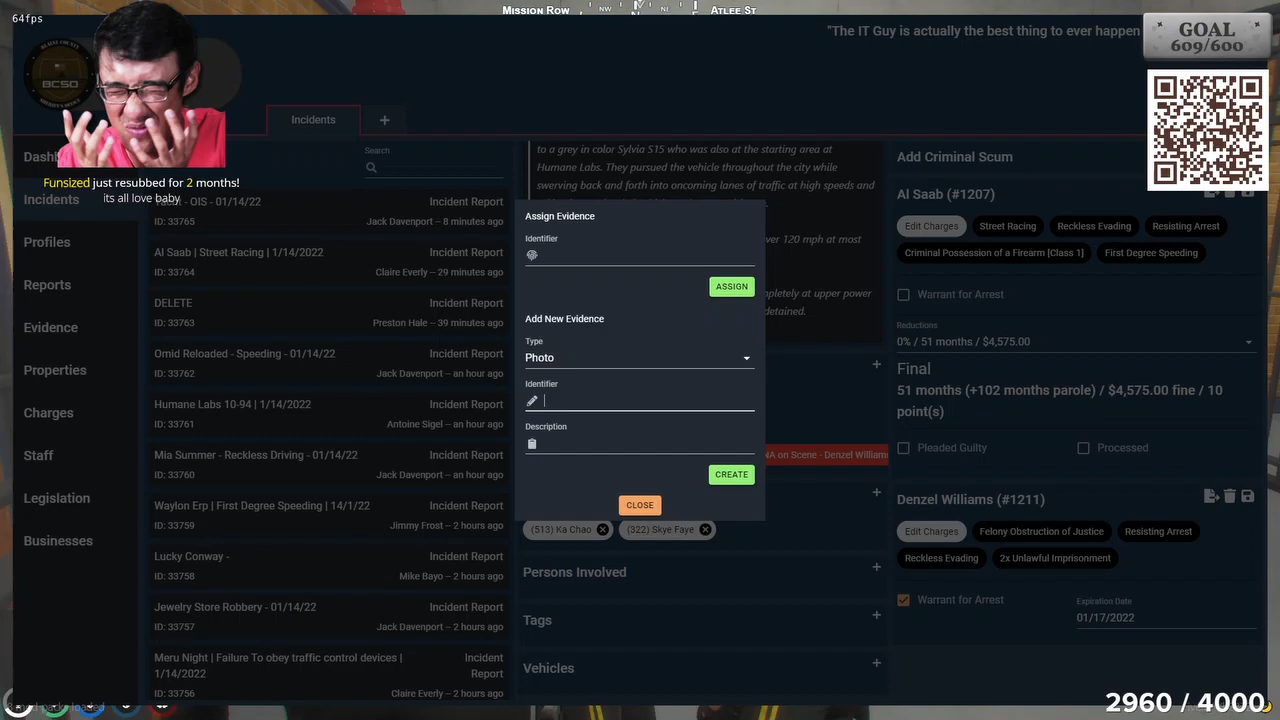 64fps
Mission Row
NW
NL
ATLEE ST
"The IT Guy is actually the best thing to ever happen
GOAL
609/600
BCSO
Funsized just resubbed for 2 months!
its all love baby
Incidents
+
Incidents
Profiles
Reports
Evidence
Properties
Charges
Staff
Legislation
Businesses
Search
OIS - 01/14/22
Incident Report
ID: 33765
Jack Davenport – 8 minutes ago
Al Saab | Street Racing | 1/14/2022
Incident Report
ID: 33764
Claire Everly – 29 minutes ago
DELETE
Incident Report
ID: 33763
Preston Hale – 39 minutes ago
Omid Reloaded - Speeding - 01/14/22
Incident Report
ID: 33762
Jack Davenport – an hour ago
Humane Labs 10-94 | 1/14/2022
Incident Report
ID: 33761
Antoine Sigel – an hour ago
Mia Summer - Reckless Driving - 01/14/22
Incident Report
ID: 33760
Jack Davenport – an hour ago
Waylon Erp | First Degree Speeding | 14/1/22
Incident Report
ID: 33759
Jimmy Frost – 2 hours ago
Lucky Conway -
Incident Report
ID: 33758
Mike Bayo – 2 hours ago
Jewelry Store Robbery - 01/14/22
Incident Report
ID: 33757
Jack Davenport – 2 hours ago
Meru Night | Failure To obey traffic control devices |
1/14/2022
Incident
Report
ID: 33756
Claire Everly – 2 hours ago
to a grey in color Sylvia S15 who was also at the starting area at
Humane Labs. They pursued the vehicle throughout the city while
swerving back and forth into oncoming lanes of traffic at high speeds and
over 120 mph at most
completely at upper power
detained.
Assign Evidence
Identifier
ASSIGN
Add New Evidence
Type
Photo
Identifier
Description
CREATE
CLOSE
NA on Scene - Denzel Williams
(513) Ka Chao
(322) Skye Faye
Persons Involved
+
Tags
+
Vehicles
+
Add Criminal Scum
Al Saab (#1207)
Edit Charges
Street Racing
Reckless Evading
Resisting Arrest
Criminal Possession of a Firearm [Class 1]
First Degree Speeding
Warrant for Arrest
Reductions
0% / 51 months / $4,575.00
Final
51 months (+102 months parole) / $4,575.00 fine / 10
point(s)
Pleaded Guilty
Processed
Denzel Williams (#1211)
Edit Charges
Felony Obstruction of Justice
Resisting Arrest
Reckless Evading
2x Unlawful Imprisonment
Warrant for Arrest
Expiration Date
01/17/2022
2960 / 4000